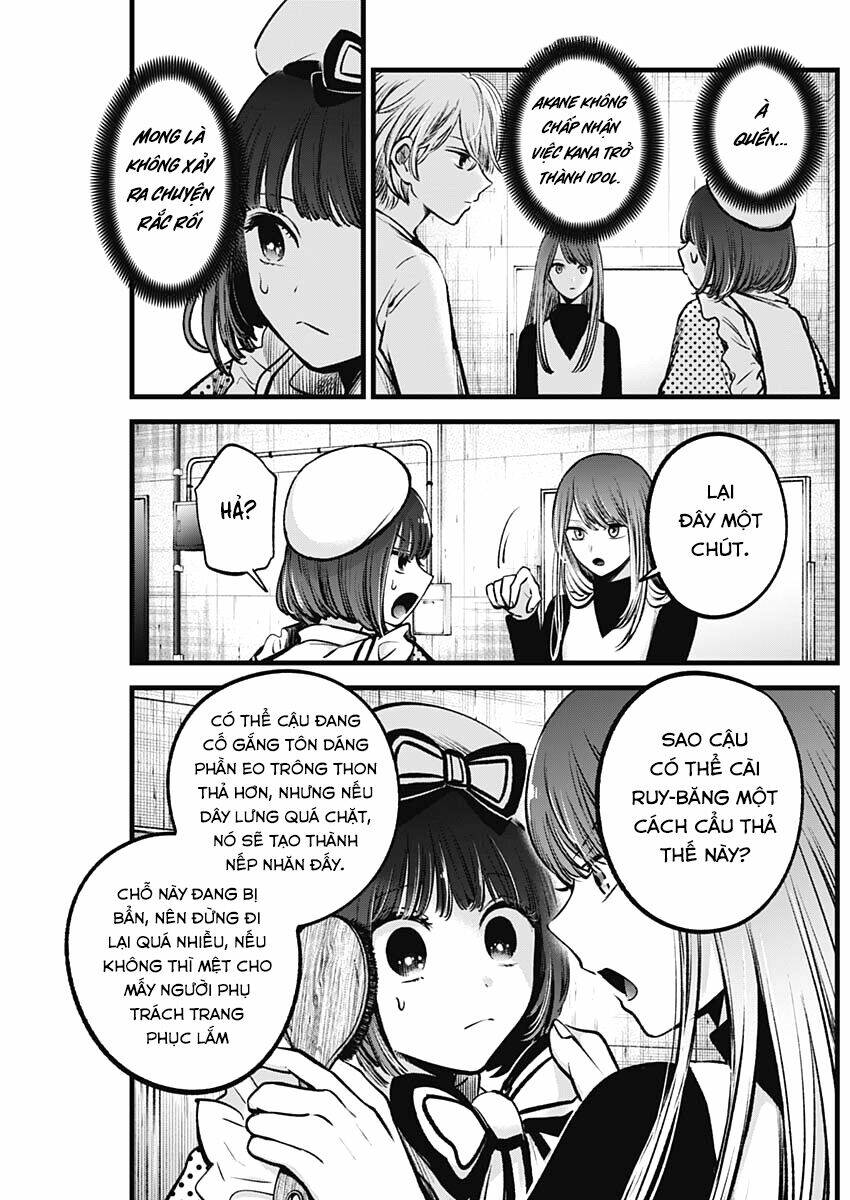 À
QUÊN...
AKANE KHÔNG
CHẤP NHẬN
VIỆC KANA TRỞ
THÀNH IDOL.
MONG LÀ
KHÔNG XẢY
RA CHUYỆN
RẮC RỐI
LẠI
ĐÂY MỘT
CHÚT.
HẢ?
SAO CẬU
CÓ THỂ CÀI
RUY-BĂNG MỘT
CÁCH CẨU THẢ
THẾ NÀY?
CÓ THỂ CẬU ĐANG
CỐ GẮNG TÔN DÁNG
PHẦN EO TRÔNG THON
THẢ HƠN, NHƯNG NẾU
DÂY LƯNG QUÁ CHẶT,
NÓ SẼ TẠO THÀNH
NẾP NHĂN ĐẤY.
CHỖ NÀY ĐANG BỊ
BẨN, NÊN ĐỪNG ĐI
LẠI QUÁ NHIỀU, NẾU
KHÔNG THÌ MỆT CHO
MẤY NGƯỜI PHỤ
TRÁCH TRANG
PHỤC LẮM